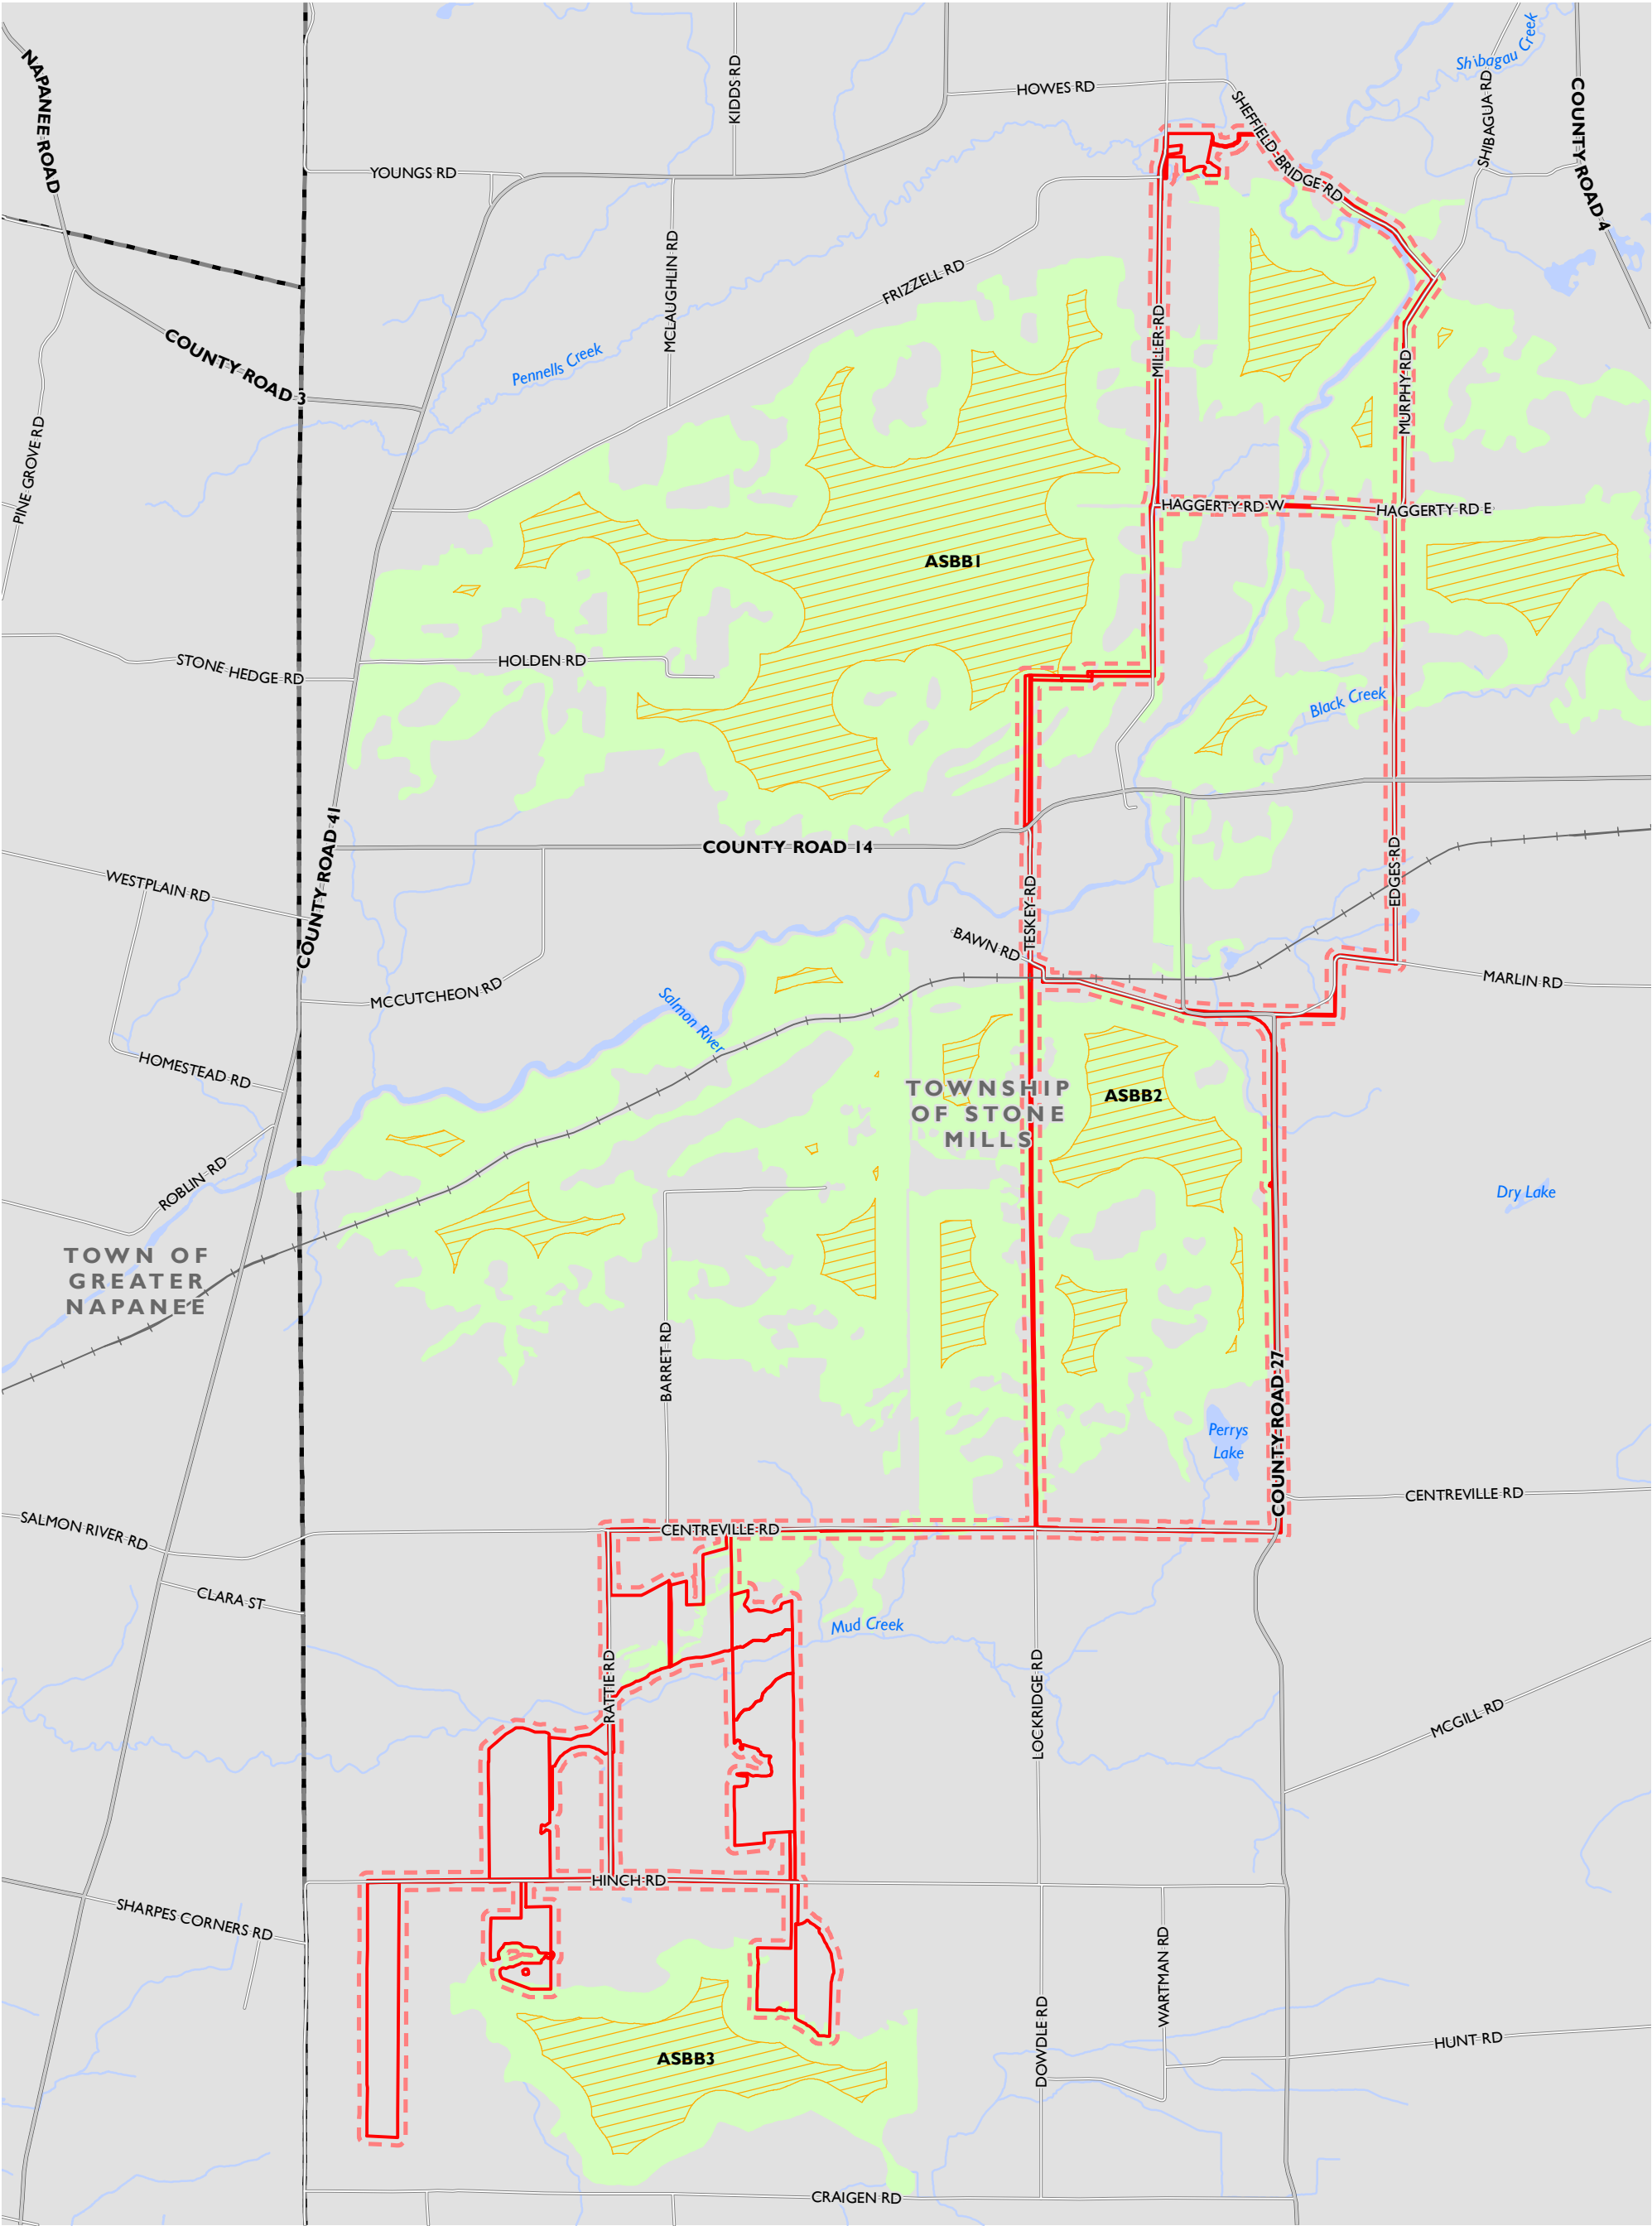 Shibagau Creek
NAPANEE ROAD
KIDDS RD
HOWES RD
SHEFFIELD BRIDGE RD
SHIBAGUA RD
COUNTY ROAD 4
YOUNGS RD
MCLAUGHLIN RD
FRIZZELL RD
MILLER RD
COUNTY ROAD 3
Pennells Creek
MURPHY RD
PINE GROVE RD
HAGGERTY RD W
HAGGERTY RD E
ASBB1
STONE HEDGE RD
HOLDEN RD
Black Creek
COUNTY ROAD 41
COUNTY ROAD 14
WESTPLAIN RD
EDGES RD
TESKEY RD
BAWN RD
MCCUTCHEON RD
MARLIN RD
Salmon River
HOMESTEAD RD
TOWNSHIP
OF STONE
MILLS
ASBB2
ROBLIN RD
Dry Lake
TOWN OF
GREATER
NAPANEE
BARRET RD
COUNTY ROAD 27
Perrys
Lake
CENTREVILLE RD
SALMON RIVER RD
CENTREVILLE RD
CLARA ST
Mud Creek
RATTIE RD
LOCKRIDGE RD
MCGILL RD
HINCH RD
SHARPES CORNERS RD
WARTMAN RD
DOWDLE RD
HUNT RD
ASBB3
CRAIGEN RD